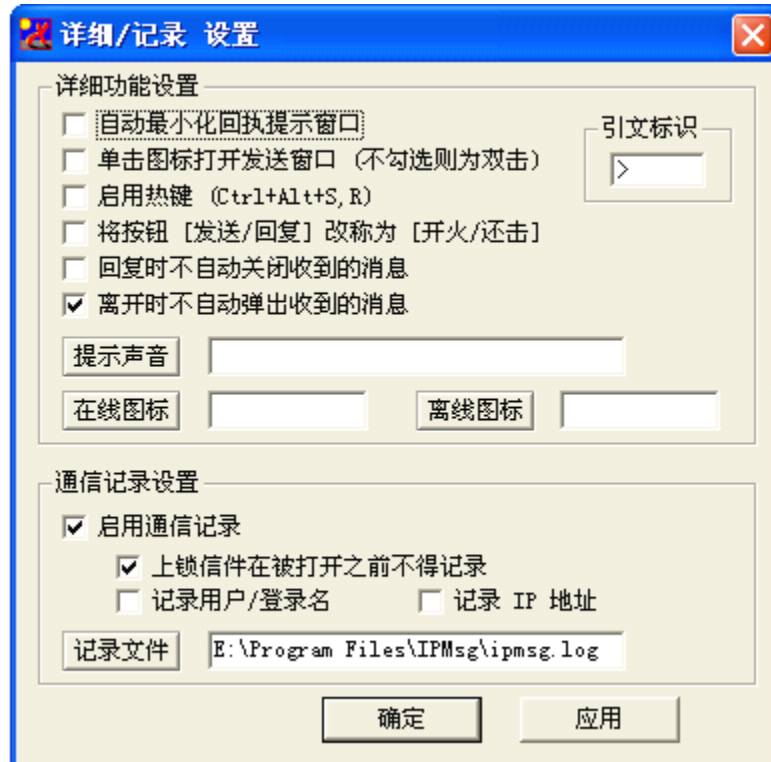 详细/记录 设置
详细功能设置
自动最小化回执提示窗口
引文标识
单击图标打开发送窗口 (不勾选则为双击)
>
启用热键 (Ctrl+Alt+S,R)
将按钮 [发送/回复] 改称为 [开火/还击]
回复时不自动关闭收到的消息
离开时不自动弹出收到的消息
提示声音
在线图标 离线图标
通信记录设置
启用通信记录
上锁信件在被打开之前不得记录
记录用户/登录名 记录 IP 地址
记录文件 E:\Program Files\IPMsg\ipmsg.log
确定 应用